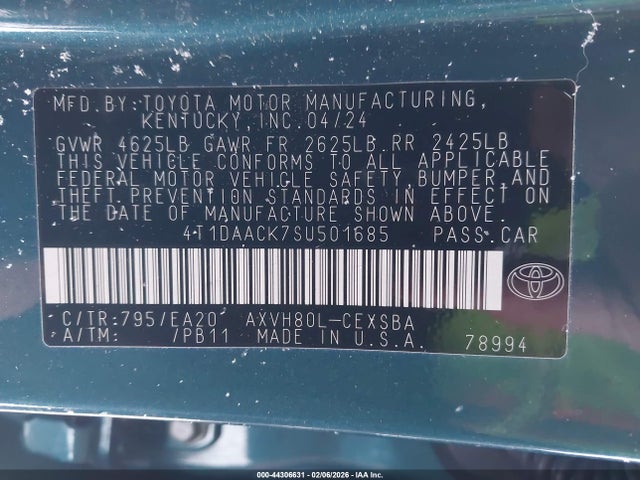 MFD.BY:TOYOTA MOTOR MANUFACTURING,
KENTUCKY,INC.04/24
GVWR 4625LB GAWR FR 2625LB RR 2425LB
THIS VEHICLE CONFORMS TO ALL APPLICABLE
FEDERAL MOTOR VEHICLE SAFETY,BUMPER,AND
THEFT PREVENTION STANDARDS IN EFFECT ON
THE DATE OF MANUFACTURE SHOWN ABOVE.
4T1DAACK7SU501685 PASS.CAR
C/TR:795/EA20 AXVH80L-CEXSBA
A/TM: /PB11 MADE IN U.S.A. 78994
000-44306631 - 02/06/2026 - IAA Inc.